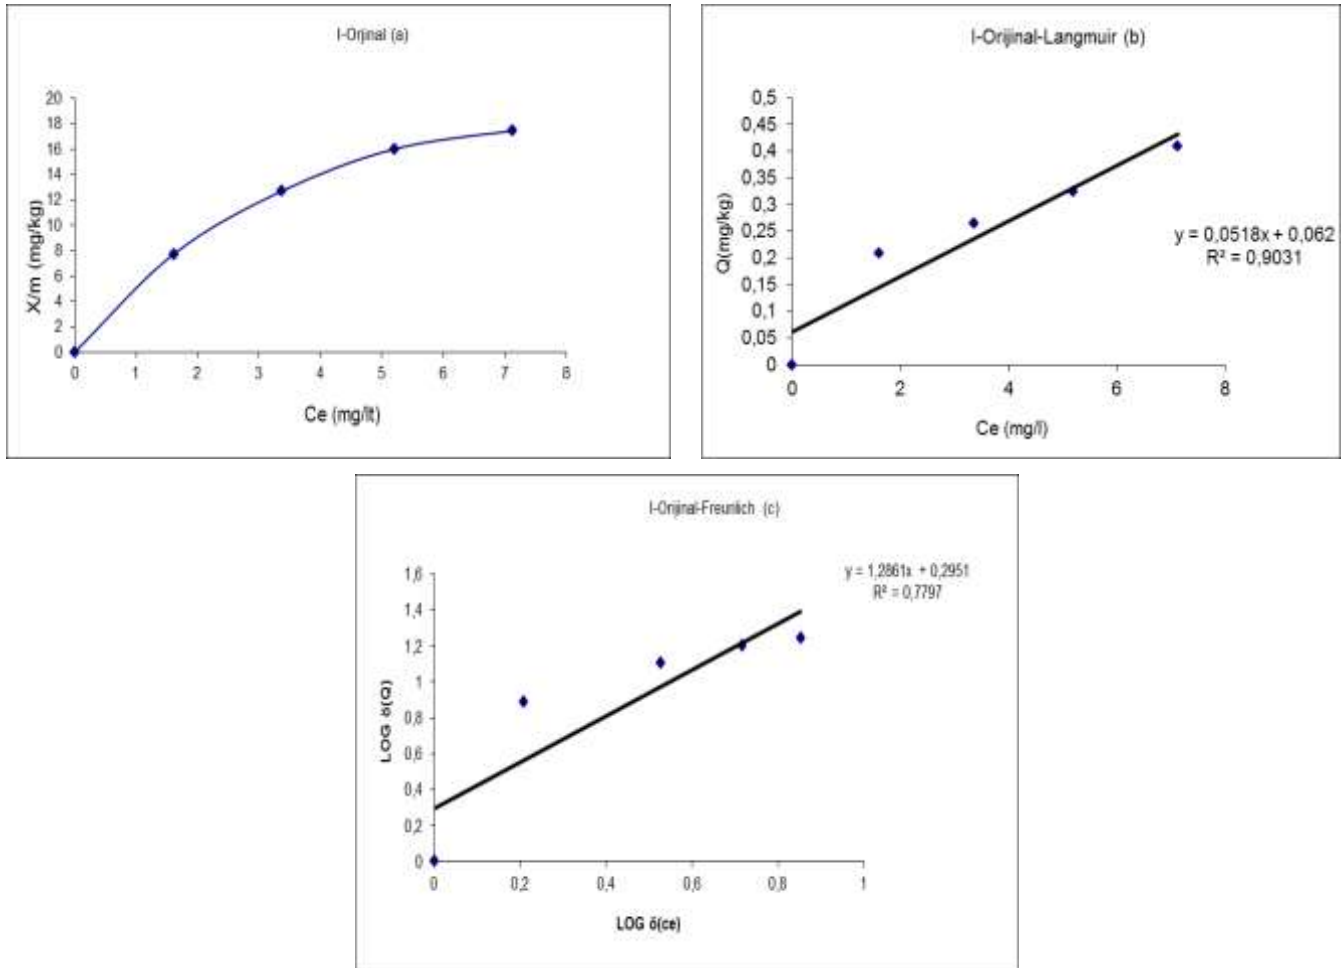 I-Orjinal (a)
20
18
16
14
12
10
8
6
4
2
0
X/m (mg/kg)
0 1 2 3 4 5 6 7 8
Ce (mg/lt)
I-Orijinal-Langmuir (b)
0,5
0,45
0,4
0,35
0,3
0,25
0,2
0,15
0,1
0,05
0
Q(mg/kg)
y = 0,0518x + 0,062
R² = 0,9031
0 2 4 6 8
Ce (mg/l)
I-Orijinal-Freunlich (c)
y = 1,2861x + 0,2951
R² = 0,7797
1,6
1,4
1,2
1
0,8
0,6
0,4
0,2
0
LOG δ(Q)
0 0,2 0,4 0,6 0,8 1
LOG δ(ce)